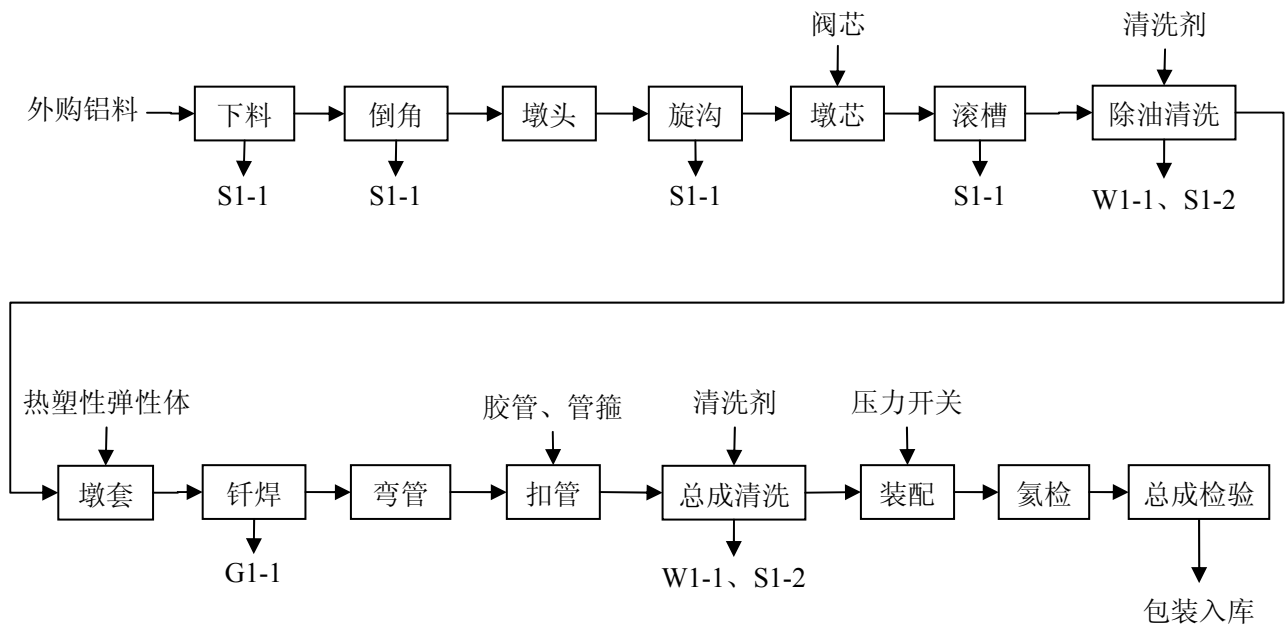 阀芯 清洗剂
外购铝料 下料 倒角 墩头 旋沟 墩芯 滚槽 除油清洗
S1-1 S1-1 S1-1 S1-1 W1-1、S1-2
热塑性弹性体 胶管、管箍 清洗剂 压力开关
墩套 钎焊 弯管 扣管 总成清洗 装配 氦检 总成检验
G1-1 W1-1、S1-2
包装入库